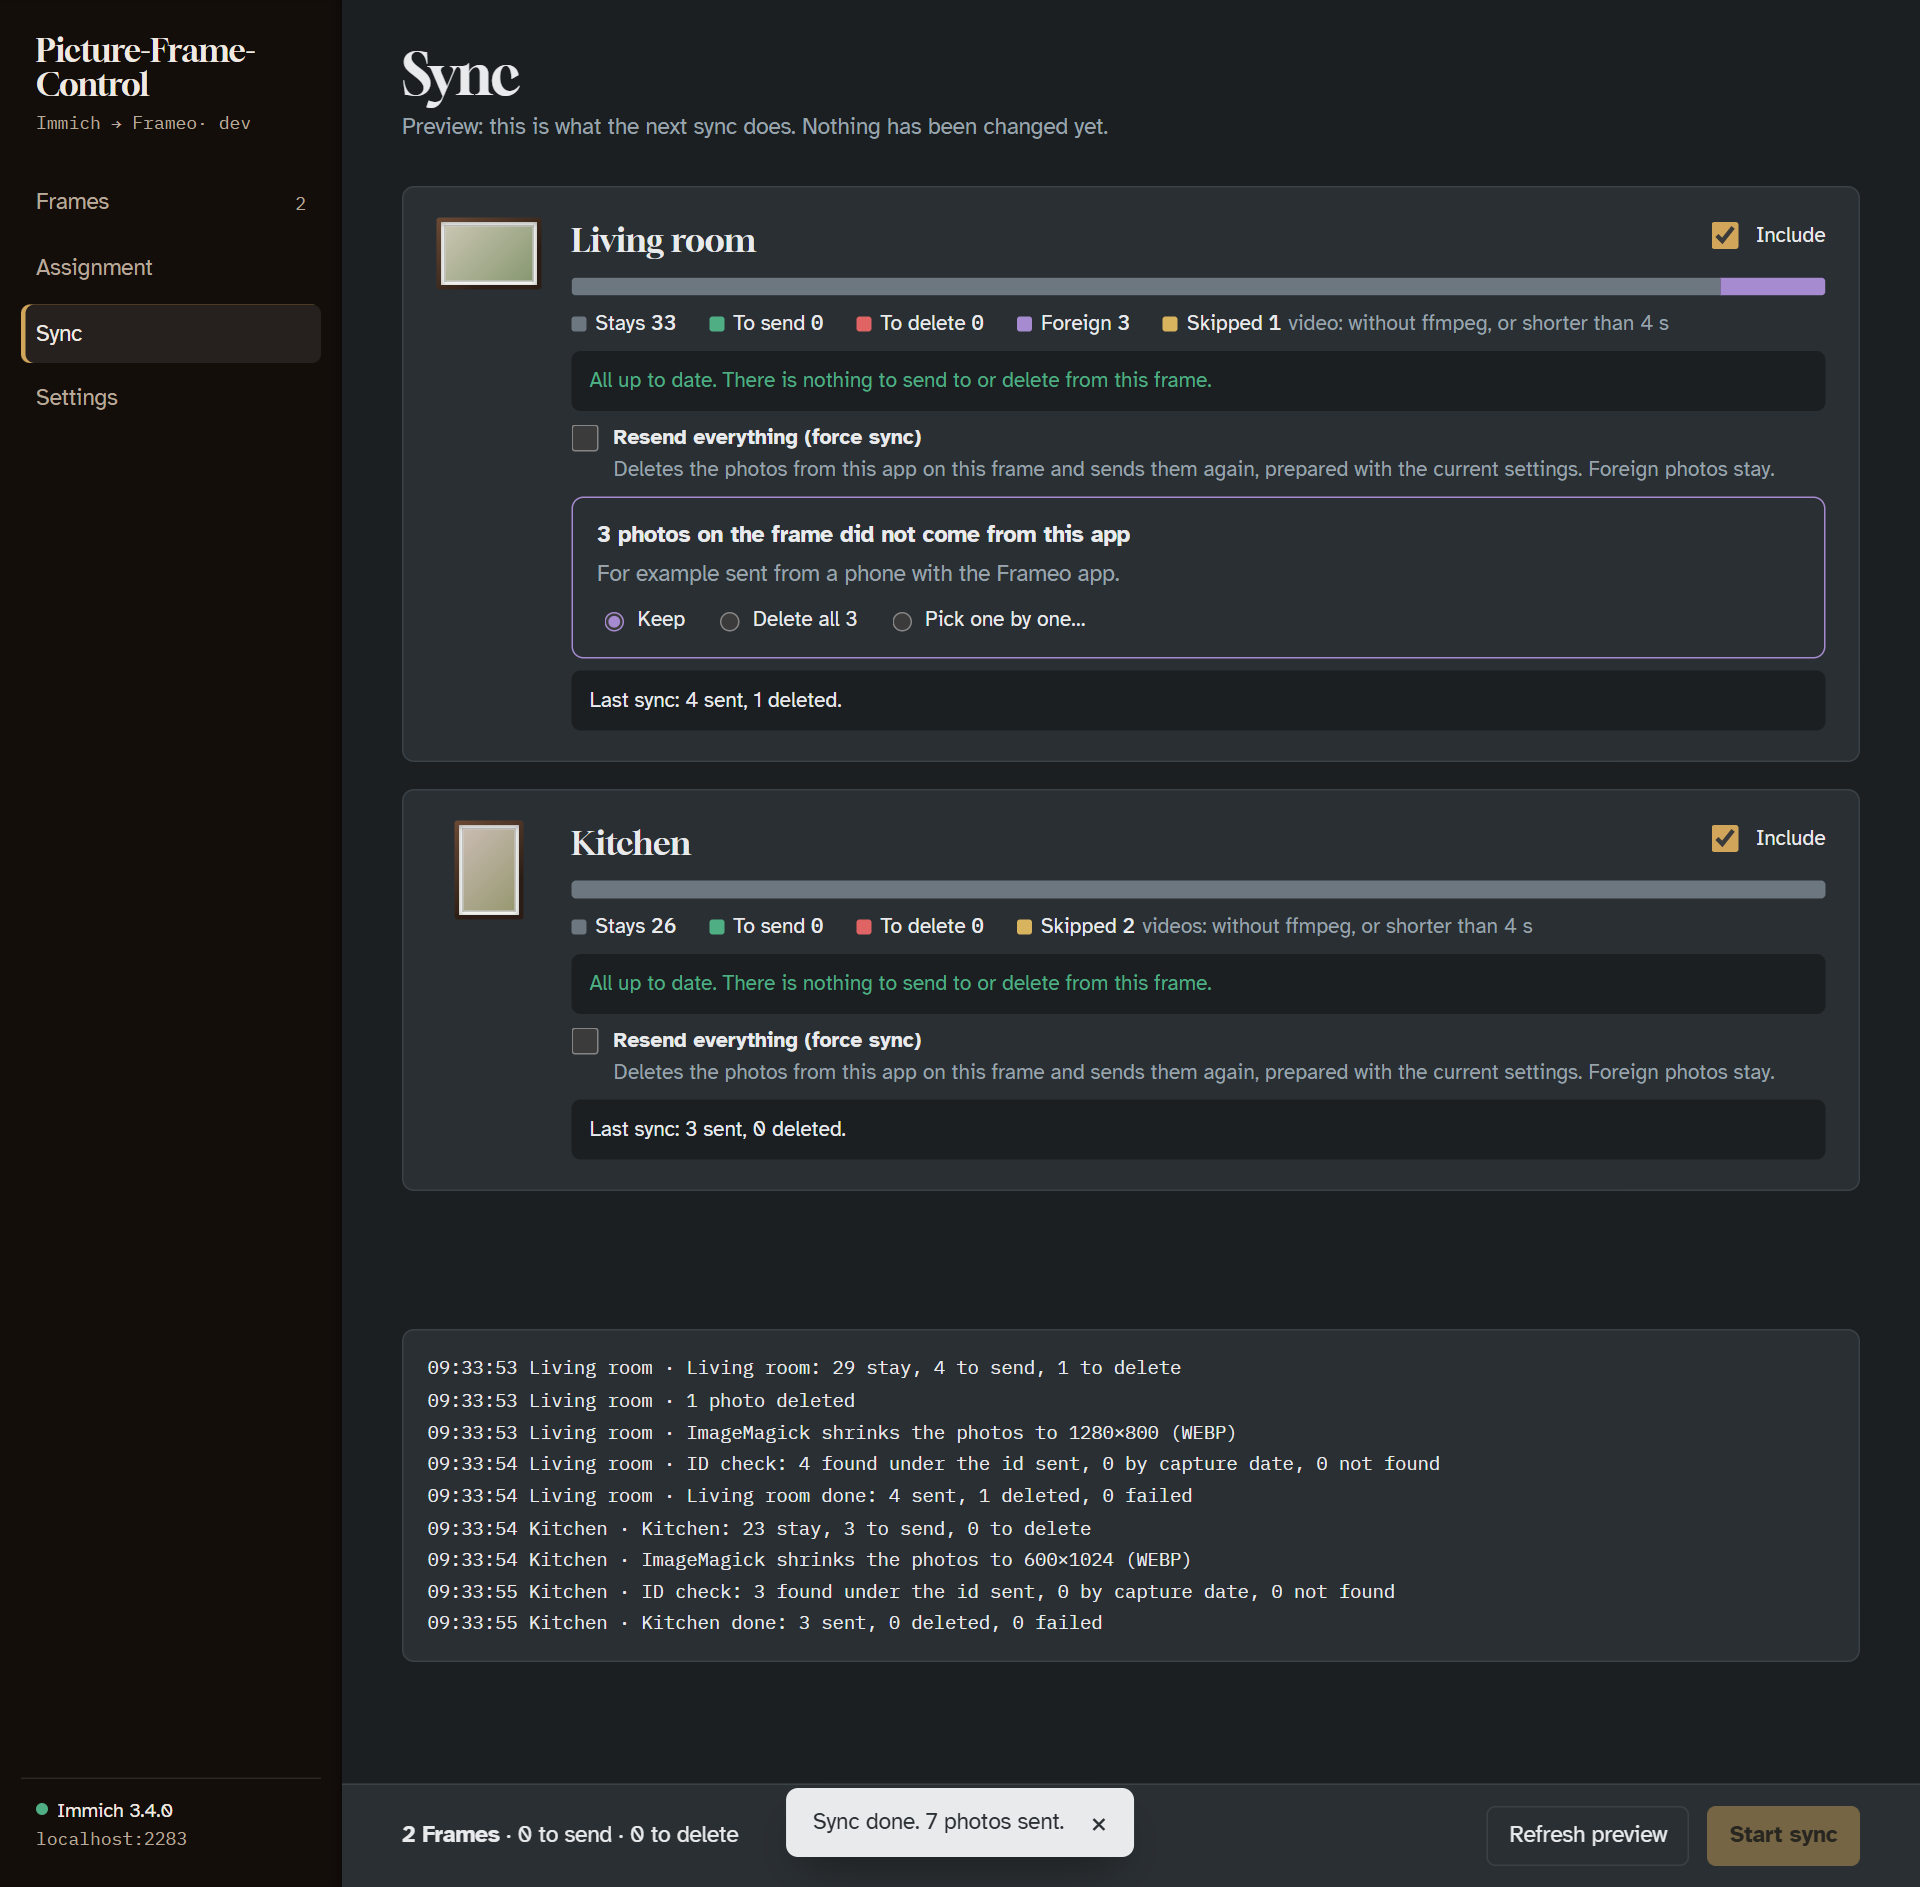 Picture-Frame-
Control
Immich → Frameo· dev
Frames 2
Assignment
Sync
Settings
Immich 3.4.0
localhost:2283
Sync
Preview: this is what the next sync does. Nothing has been changed yet.
Living room
Include
Stays 33 To send 0 To delete 0 Foreign 3 Skipped 1 video: without ffmpeg, or shorter than 4 s
All up to date. There is nothing to send to or delete from this frame.
Resend everything (force sync)
Deletes the photos from this app on this frame and sends them again, prepared with the current settings. Foreign photos stay.
3 photos on the frame did not come from this app
For example sent from a phone with the Frameo app.
Keep Delete all 3 Pick one by one...
Last sync: 4 sent, 1 deleted.
Kitchen
Include
Stays 26 To send 0 To delete 0 Skipped 2 videos: without ffmpeg, or shorter than 4 s
All up to date. There is nothing to send to or delete from this frame.
Resend everything (force sync)
Deletes the photos from this app on this frame and sends them again, prepared with the current settings. Foreign photos stay.
Last sync: 3 sent, 0 deleted.
09:33:53 Living room · Living room: 29 stay, 4 to send, 1 to delete
09:33:53 Living room · 1 photo deleted
09:33:53 Living room · ImageMagick shrinks the photos to 1280×800 (WEBP)
09:33:54 Living room · ID check: 4 found under the id sent, 0 by capture date, 0 not found
09:33:54 Living room · Living room done: 4 sent, 1 deleted, 0 failed
09:33:54 Kitchen · Kitchen: 23 stay, 3 to send, 0 to delete
09:33:54 Kitchen · ImageMagick shrinks the photos to 600×1024 (WEBP)
09:33:55 Kitchen · ID check: 3 found under the id sent, 0 by capture date, 0 not found
09:33:55 Kitchen · Kitchen done: 3 sent, 0 deleted, 0 failed
2 Frames · 0 to send · 0 to delete
Sync done. 7 photos sent. ×
Refresh preview
Start sync